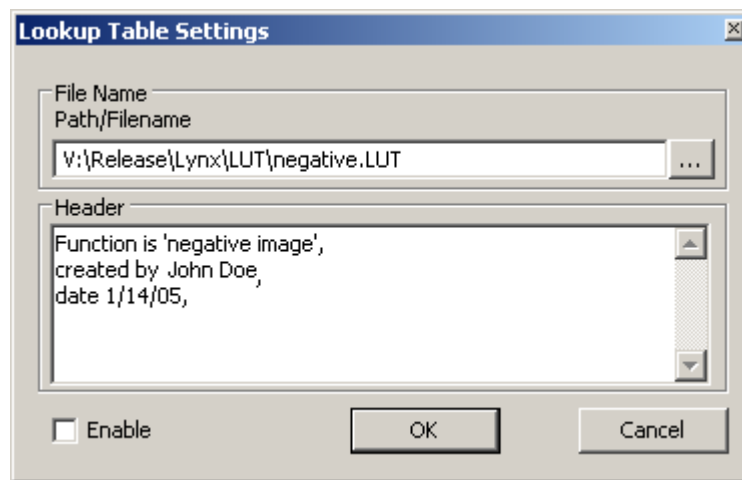 Lookup Table Settings
File Name
Path/Filename
V:\Release\Lynx\LUT\negative.LUT
...
Header
Function is 'negative image',
created by John Doe,
date 1/14/05,
Enable
OK
Cancel